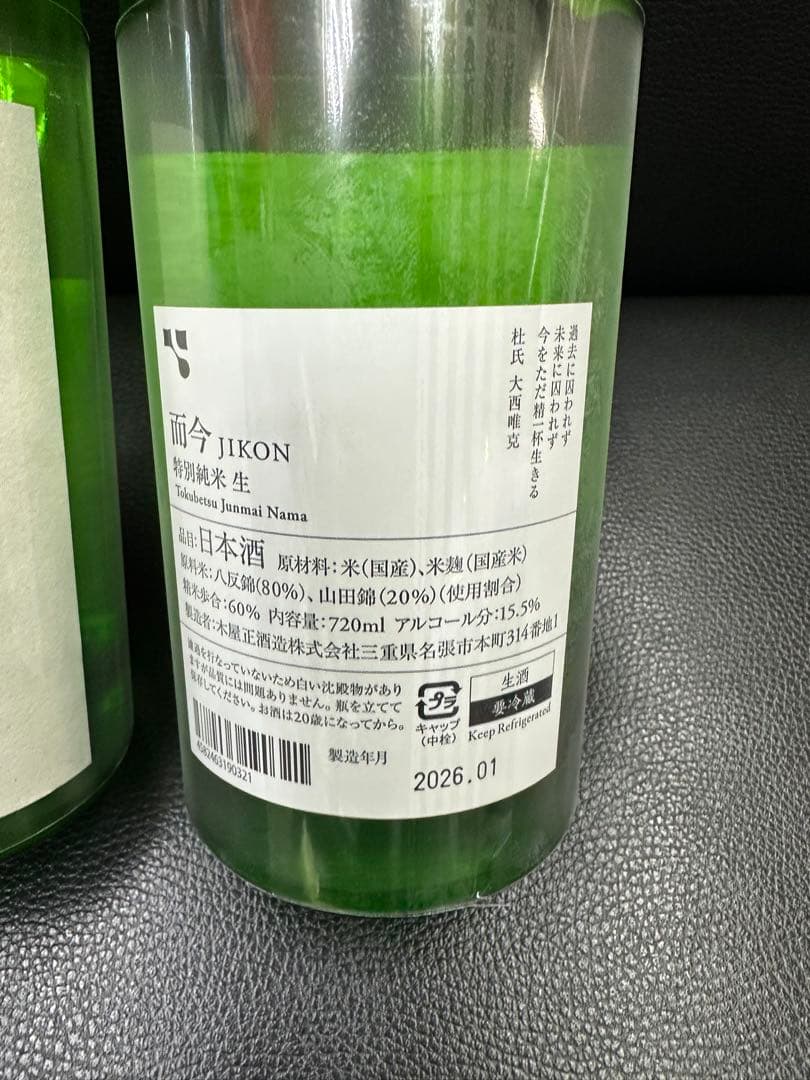 過去に囚われず
未来に囚われず
今をただ精一杯生きる
杜氏 大西唯克
而今 JIKON
特別純米 生
Tokubetsu Junmai Nama
品目:日本酒 原材料:米(国産)、米麹(国産米)
原料米:八反錦(80%)、山田錦(20%)(使用割合)
精米歩合:60% 内容量:720ml アルコール分:15.5%
製造者:木屋正酒造株式会社三重県名張市本町314番地1
濾過を行なっていないため白い沈殿物があり
ますが品質には問題ありません。瓶を立てて
保存してください。お酒は20歳になってから。
プラ
キャップ
(中栓)
生酒
要冷蔵
Keep Refrigerated
4582463190321
製造年月
2026.01